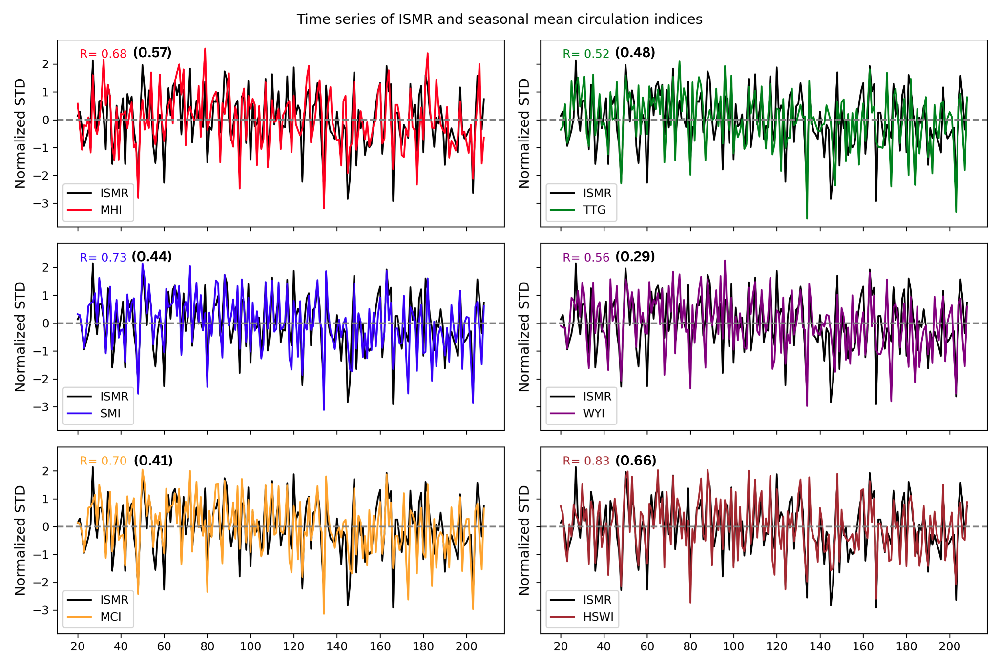 Time series of ISMR and seasonal mean circulation indices
Normalized STD
2
1
0
−1
−2
−3
R= 0.68 (0.57)
ISMR
MHI
Normalized STD
R= 0.52 (0.48)
ISMR
TTG
Normalized STD
2
1
0
−1
−2
−3
R= 0.73 (0.44)
ISMR
SMI
Normalized STD
R= 0.56 (0.29)
ISMR
WYI
Normalized STD
2
1
0
−1
−2
−3
R= 0.70 (0.41)
ISMR
MCI
20 40 60 80 100 120 140 160 180 200
Normalized STD
R= 0.83 (0.66)
ISMR
HSWI
20 40 60 80 100 120 140 160 180 200